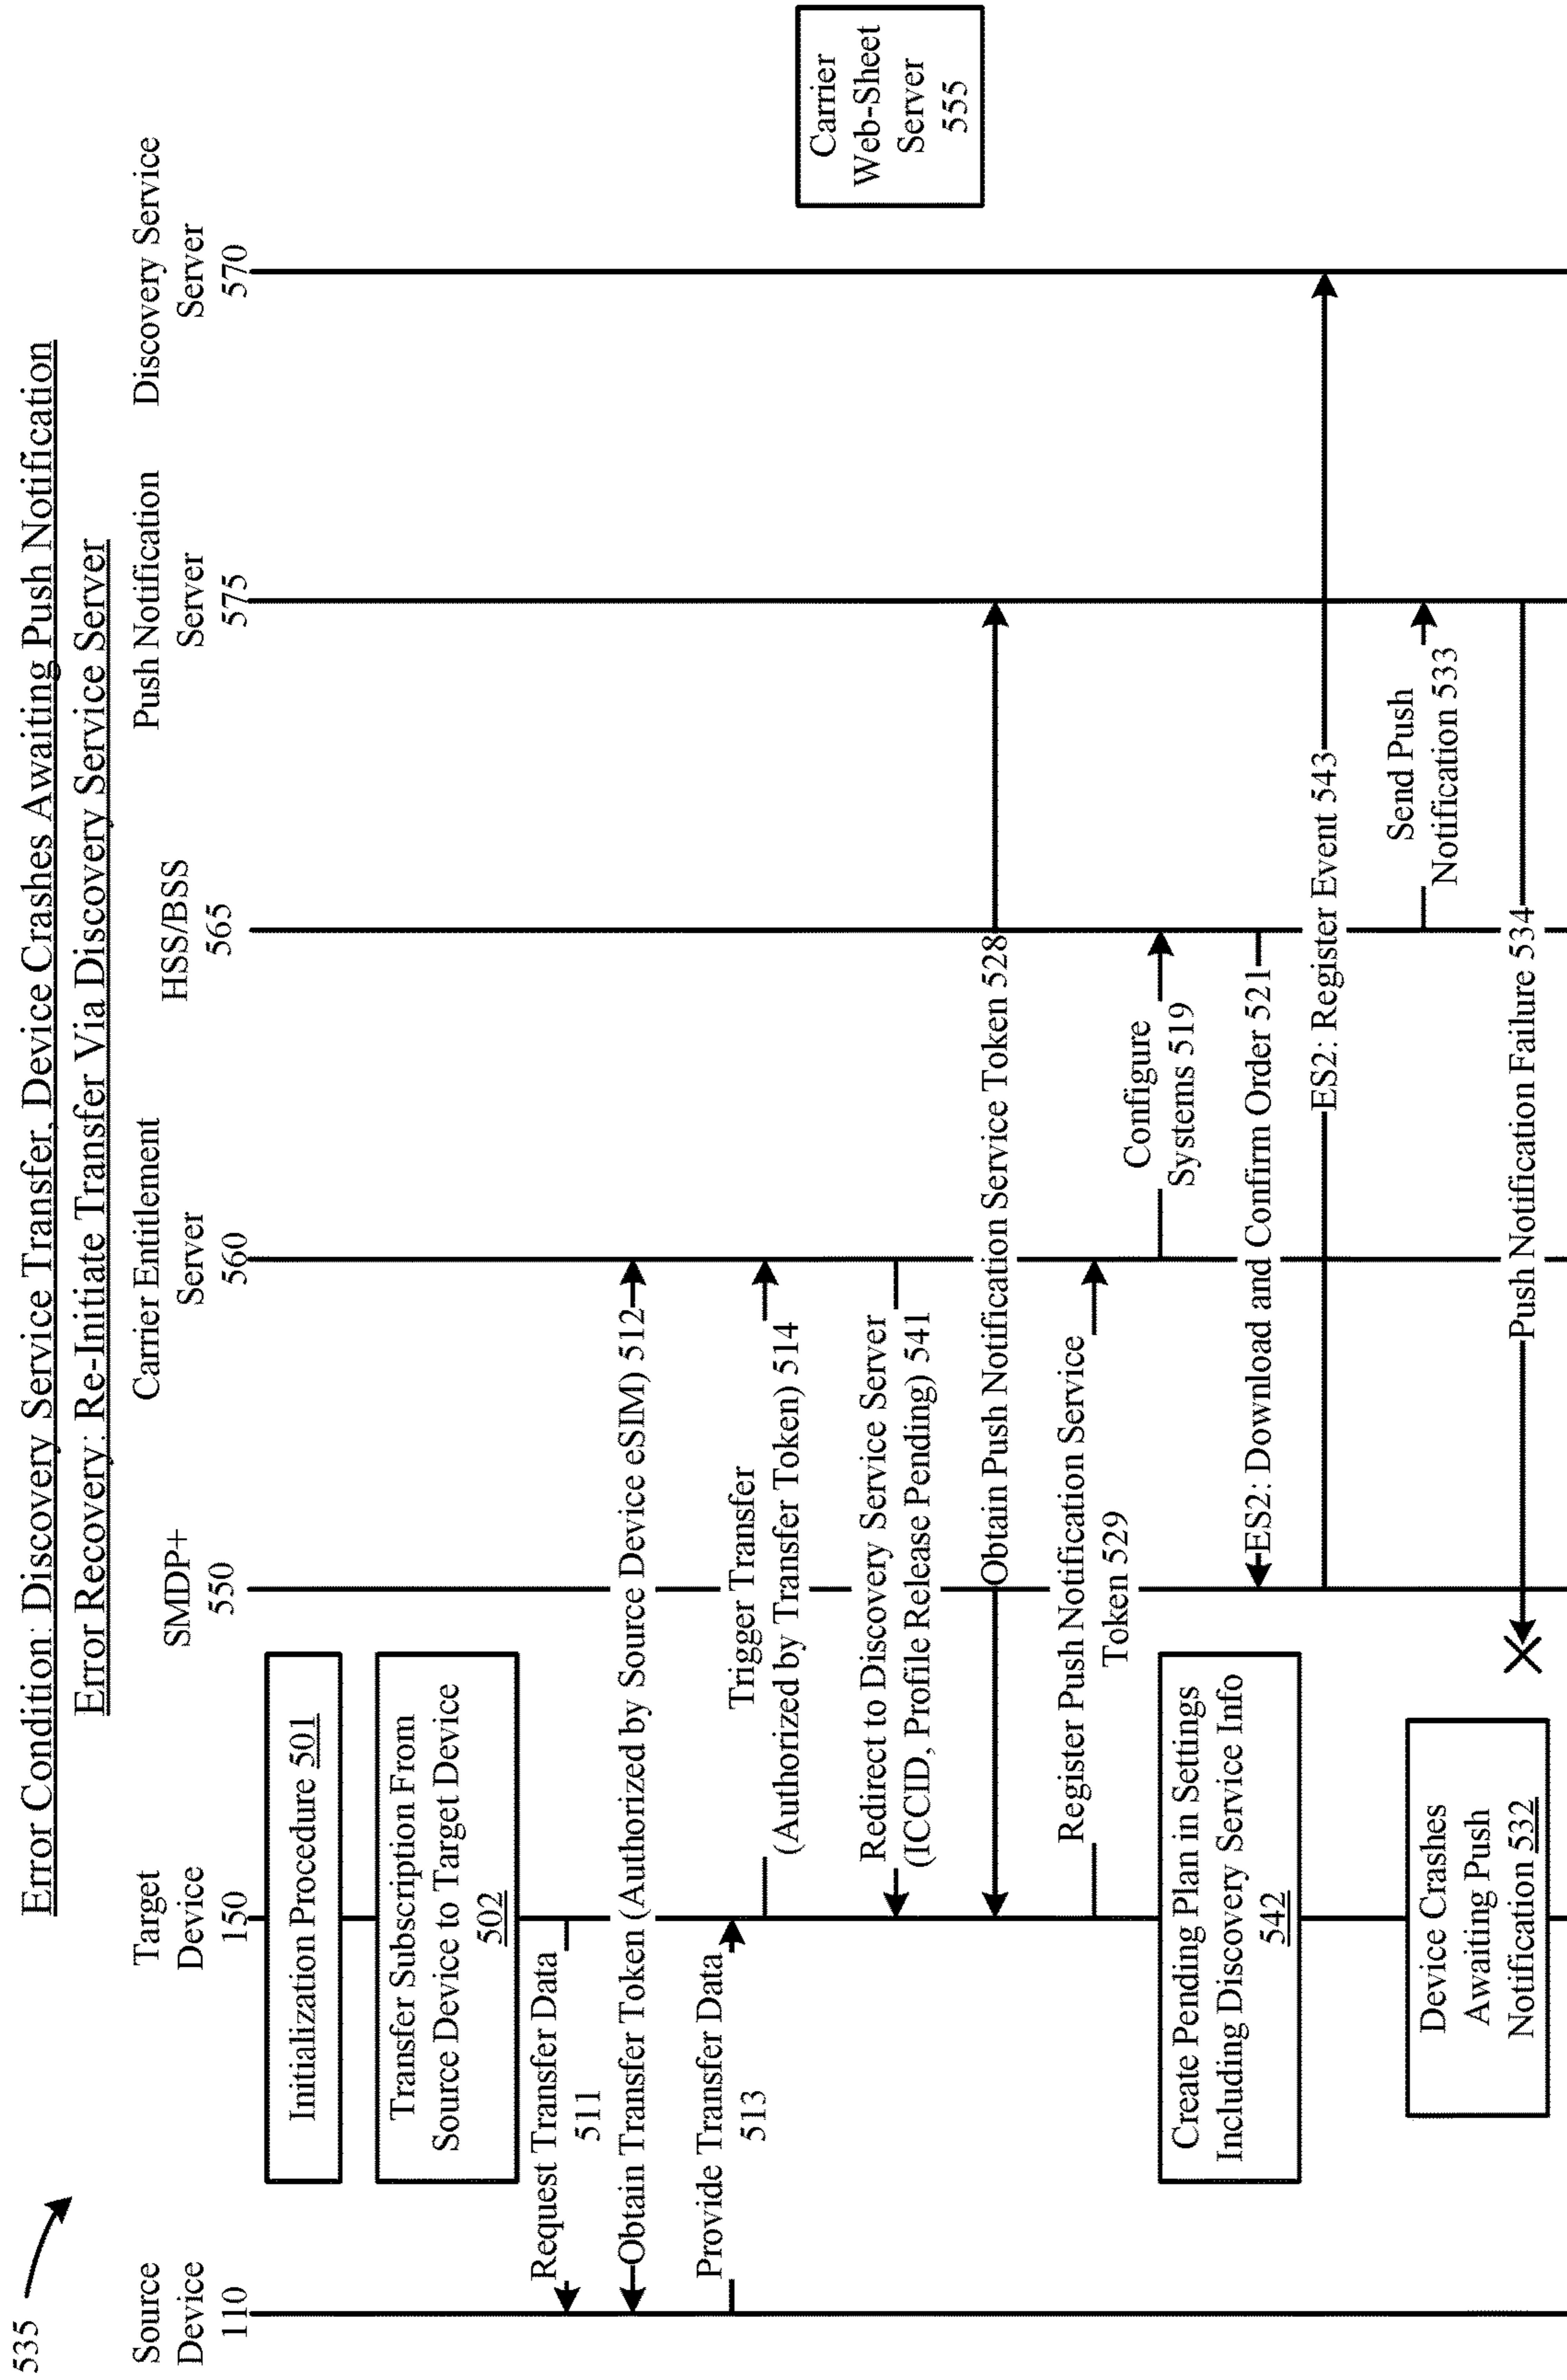 535
Error Condition: Discovery Service Transfer, Device Crashes Awaiting Push Notification
Error Recovery: Re-Initiate Transfer Via Discovery Service Server
Source
Device
110
Target
Device
150
SMDP+
550
Carrier Entitlement
Server
560
HSS/BSS
565
Push Notification
Server
575
Discovery Service
Server
570
Initialization Procedure 501
Transfer Subscription From
Source Device to Target Device
502
Request Transfer Data
511
Obtain Transfer Token (Authorized by Source Device eSIM) 512
Provide Transfer Data
513
Trigger Transfer
(Authorized by Transfer Token) 514
Redirect to Discovery Service Server
(ICCID, Profile Release Pending) 541
Obtain Push Notification Service Token 528
Register Push Notification Service
Token 529
Create Pending Plan in Settings
Including Discovery Service Info
542
Configure
Systems 519
ES2: Download and Confirm Order 521
ES2: Register Event 543
Send Push
Notification 533
Device Crashes
Awaiting Push
Notification 532
Push Notification Failure 534
Carrier
Web-Sheet
Server
555